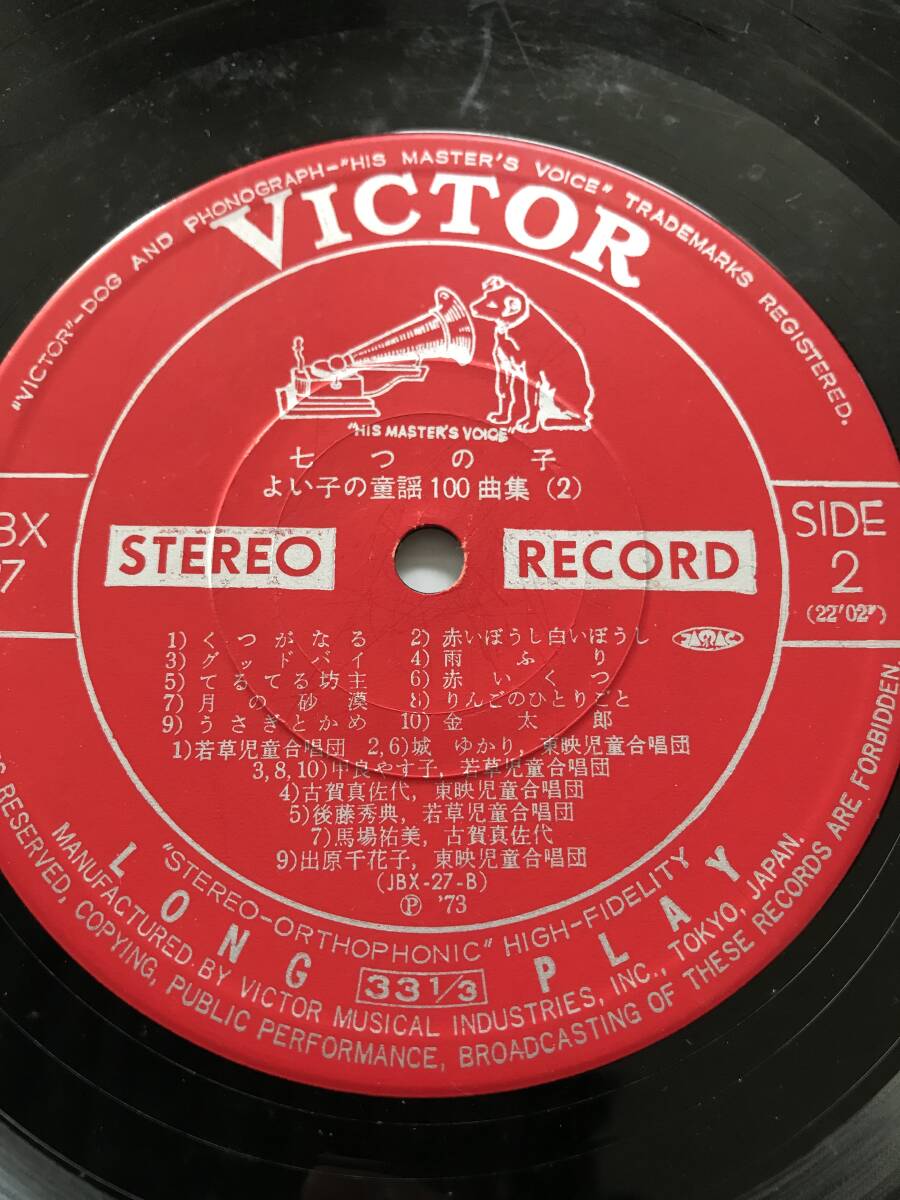 "VICTOR"-DOG AND PHONOGRAPH-"HIS MASTER'S VOICE" TRADEMARKS REGISTERED.
VICTOR
"HIS MASTER'S VOICE"
七つの子
よい子の童謡100曲集(2)
BX
27
STEREO RECORD
SIDE
2
(22'02")
1)くつがなる 2)赤いぼうし白いぼうし
3)グッドバイ 4)雨ふり
5)てるてる坊主 6)赤いくつ
7)月の砂漠 8)りんごのひとりごと
9)うさぎとかめ 10)金太郎
1)若草児童合唱団 2,6)城 ゆかり,東映児童合唱団
3,8,10)中良やす子,若草児童合唱団
4)古賀真佐代,東映児童合唱団
5)後藤秀典,若草児童合唱団
7)馬場祐美,古賀真佐代
9)出原千花子,東映児童合唱団
(JBX-27-B)
Ⓟ '73
"STEREO-ORTHOPHONIC" HIGH-FIDELITY
LONG 33 1/3 PLAY
MANUFACTURED BY VICTOR MUSICAL INDUSTRIES, INC., TOKYO, JAPAN.
RESERVED, COPYING, PUBLIC PERFORMANCE, BROADCASTING OF THESE RECORDS ARE FORBIDDEN.